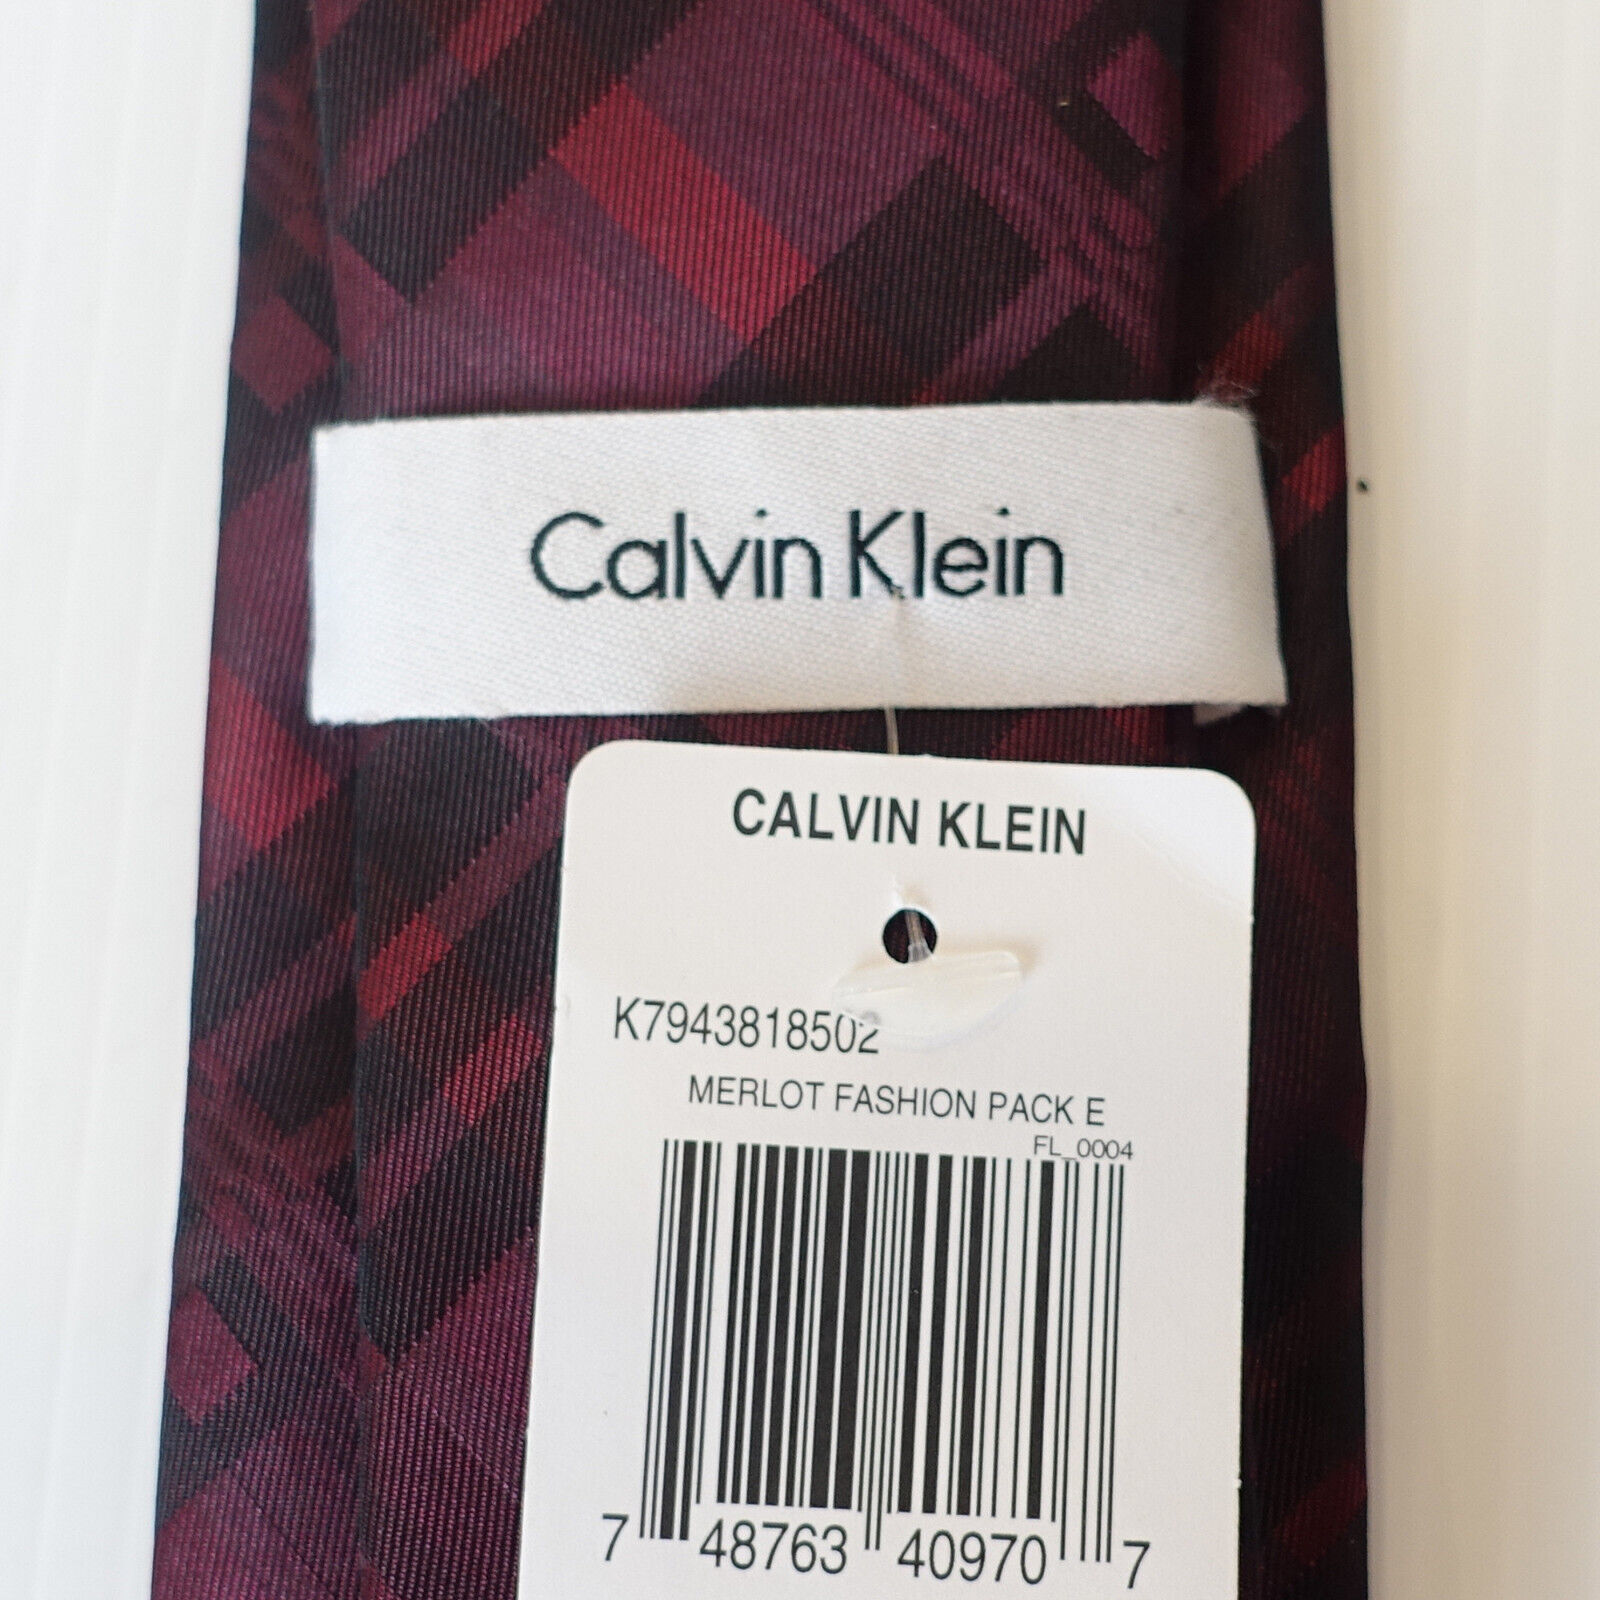 Calvin Klein
CALVIN KLEIN
K7943818502
MERLOT FASHION PACK E
FL_0004
7 48763 40970 7